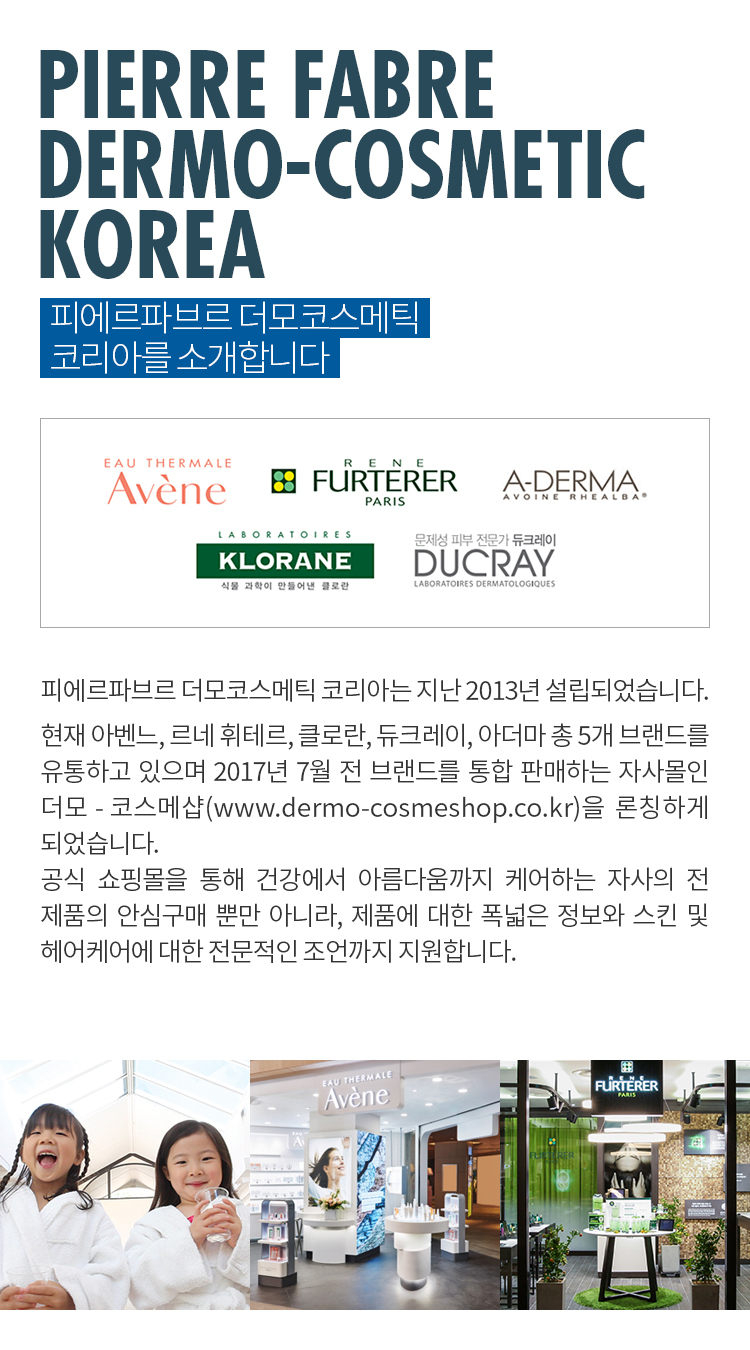 PIERRE FABRE
DERMO-COSMETIC
KOREA
피에르파브르 더모코스메틱
코리아를 소개합니다
EAU THERMALE
Avène
RENE
FURTERER
PARIS
A-DERMA
AVOINE RHEALBA®
LABORATOIRES
KLORANE
식물 과학이 만들어낸 클로란
문제성 피부 전문가 듀크레이
DUCRAY
LABORATOIRES DERMATOLOGIQUES
피에르파브르 더모코스메틱 코리아는 지난 2013년 설립되었습니다.
현재 아벤느, 르네 휘테르, 클로란, 듀크레이, 아더마 총 5개 브랜드를
유통하고 있으며 2017년 7월 전 브랜드를 통합 판매하는 자사몰인
더모 - 코스메샵(www.dermo-cosmeshop.co.kr)을 론칭하게
되었습니다.
공식 쇼핑몰을 통해 건강에서 아름다움까지 케어하는 자사의 전
제품의 안심구매 뿐만 아니라, 제품에 대한 폭넓은 정보와 스킨 및
헤어케어에 대한 전문적인 조언까지 지원합니다.
EAU THERMALE
Avène
RENE
FURTERER
PARIS
FURTERER